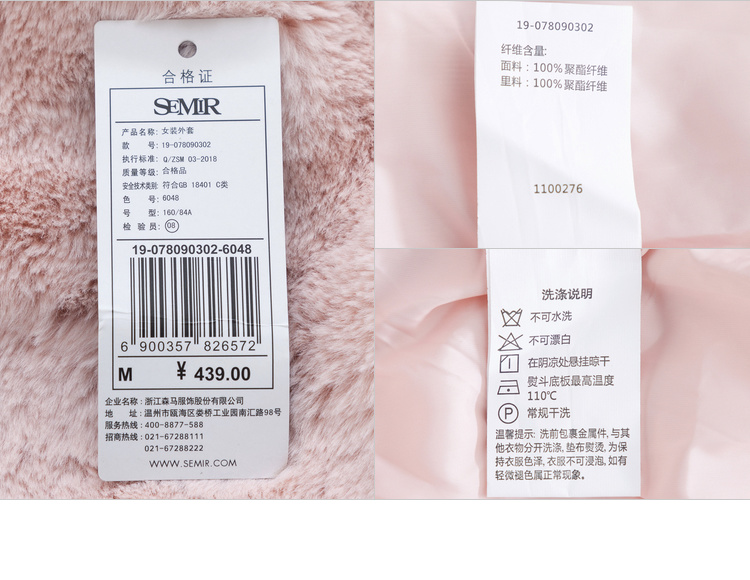 合格证
SEMIR
产品名称: 女装外套
款 号: 19-078090302
执行标准: Q/ZSM 03-2018
质量等级: 合格品
安全技术类别: 符合GB 18401 C类
色 号: 6048
号 型: 160/84A
检 验 员: 08
19-078090302-6048
6 900357 826572
M ¥ 439.00
企业名称：浙江森马服饰股份有限公司
地 址：温州市瓯海区娄桥工业园南汇路98号
服务热线：400-8877-588
招商热线：021-67288111
021-67288222
WWW.SEMIR.COM
19-078090302
纤维含量:
面料：100%聚酯纤维
里料：100%聚酯纤维
1100276
洗涤说明
不可水洗
不可漂白
在阴凉处悬挂晾干
熨斗底板最高温度
110℃
P 常规干洗
温馨提示: 洗前包裹金属件, 与其
他衣物分开洗涤, 垫布熨烫, 为保
持衣服色泽, 衣服不可浸泡, 如有
轻微褪色属正常现象。